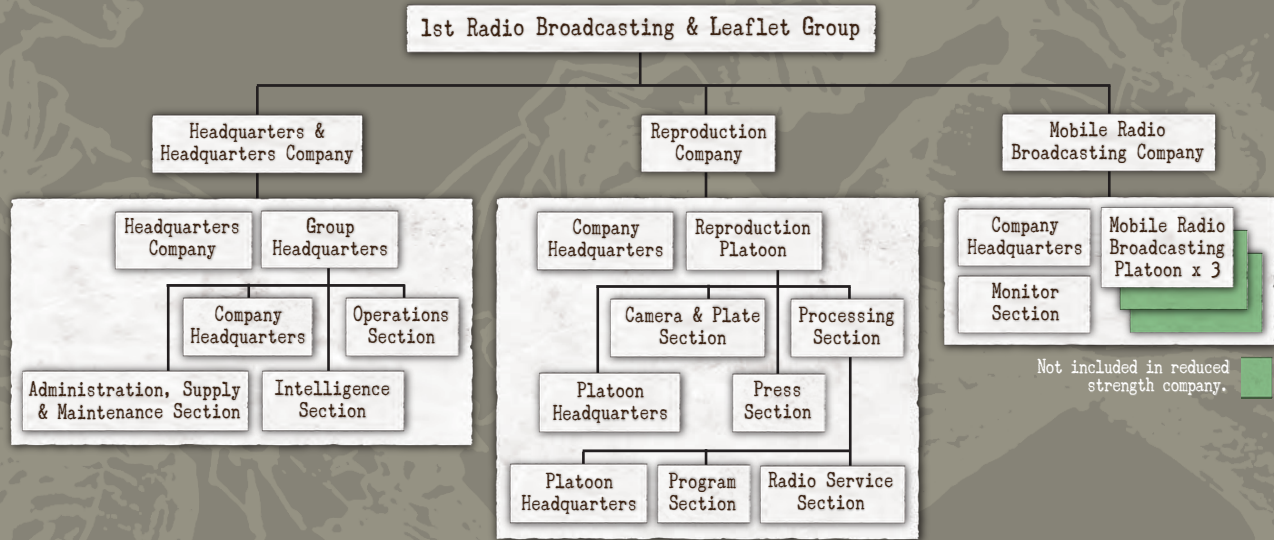 1st Radio Broadcasting & Leaflet Group
Headquarters &
Headquarters Company
Reproduction
Company
Mobile Radio
Broadcasting Company
Headquarters
Company
Group
Headquarters
Company
Headquarters
Operations
Section
Administration, Supply
& Maintenance Section
Intelligence
Section
Company
Headquarters
Reproduction
Platoon
Camera & Plate
Section
Processing
Section
Platoon
Headquarters
Press
Section
Platoon
Headquarters
Program
Section
Radio Service
Section
Company
Headquarters
Mobile Radio
Broadcasting
Platoon x 3
Monitor
Section
Not included in reduced
strength company.